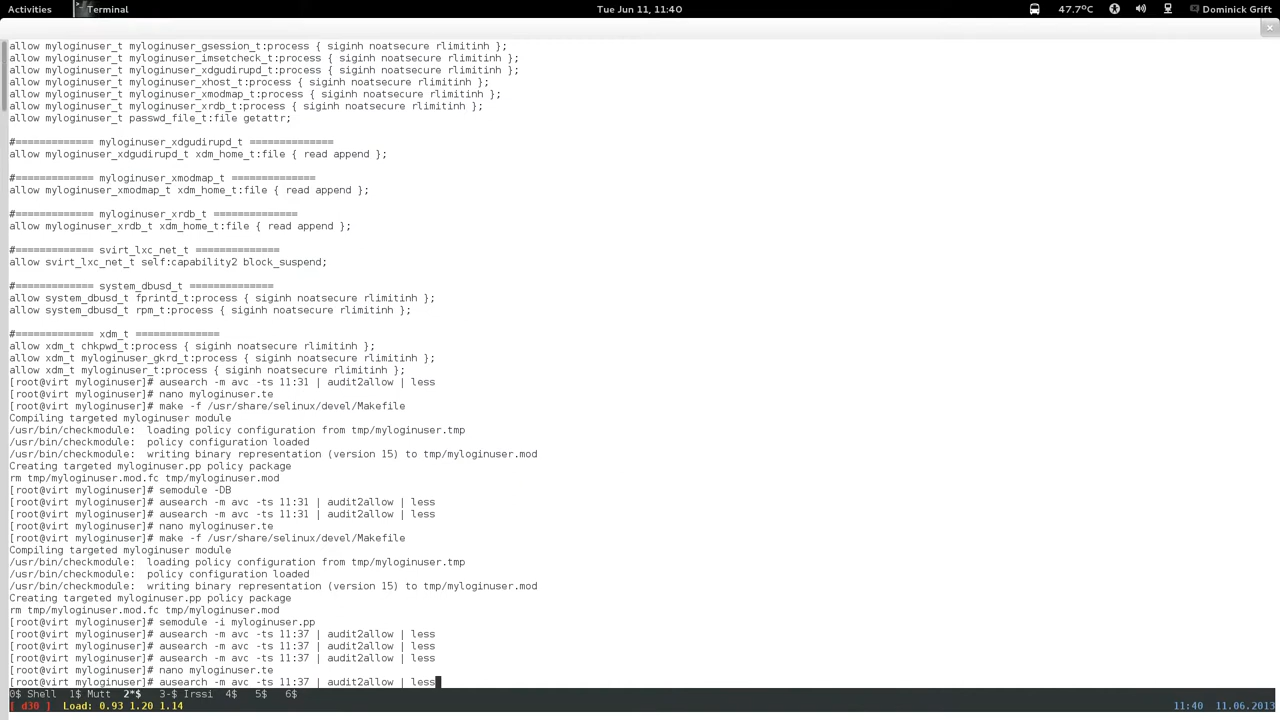 Activities Terminal Tue Jun 11, 11:40 47.7°C Dominick Grift
allow myloginuser_t myloginuser_gsession_t:process { siginh noatsecure rlimitinh };
allow myloginuser_t myloginuser_imsetcheck_t:process { siginh noatsecure rlimitinh };
allow myloginuser_t myloginuser_xdgudirupd_t:process { siginh noatsecure rlimitinh };
allow myloginuser_t myloginuser_xhost_t:process { siginh noatsecure rlimitinh };
allow myloginuser_t myloginuser_xmodmap_t:process { siginh noatsecure rlimitinh };
allow myloginuser_t myloginuser_xrdb_t:process { siginh noatsecure rlimitinh };
allow myloginuser_t passwd_file_t:file getattr;
#============= myloginuser_xdgudirupd_t ==============
allow myloginuser_xdgudirupd_t xdm_home_t:file { read append };
#============= myloginuser_xmodmap_t ==============
allow myloginuser_xmodmap_t xdm_home_t:file { read append };
#============= myloginuser_xrdb_t ==============
allow myloginuser_xrdb_t xdm_home_t:file { read append };
#============= svirt_lxc_net_t ==============
allow svirt_lxc_net_t self:capability2 block_suspend;
#============= system_dbusd_t ==============
allow system_dbusd_t fprintd_t:process { siginh noatsecure rlimitinh };
allow system_dbusd_t rpm_t:process { siginh noatsecure rlimitinh };
#============= xdm_t ==============
allow xdm_t chkpwd_t:process { siginh noatsecure rlimitinh };
allow xdm_t myloginuser_gkrd_t:process { siginh noatsecure rlimitinh };
allow xdm_t myloginuser_t:process { siginh noatsecure rlimitinh };
[root@virt myloginuser]# ausearch -m avc -ts 11:31 | audit2allow | less
[root@virt myloginuser]# nano myloginuser.te
[root@virt myloginuser]# make -f /usr/share/selinux/devel/Makefile
Compiling targeted myloginuser module
/usr/bin/checkmodule:  loading policy configuration from tmp/myloginuser.tmp
/usr/bin/checkmodule:  policy configuration loaded
/usr/bin/checkmodule:  writing binary representation (version 15) to tmp/myloginuser.mod
Creating targeted myloginuser.pp policy package
rm tmp/myloginuser.mod.fc tmp/myloginuser.mod
[root@virt myloginuser]# semodule -DB
[root@virt myloginuser]# ausearch -m avc -ts 11:31 | audit2allow | less
[root@virt myloginuser]# ausearch -m avc -ts 11:31 | audit2allow | less
[root@virt myloginuser]# nano myloginuser.te
[root@virt myloginuser]# make -f /usr/share/selinux/devel/Makefile
Compiling targeted myloginuser module
/usr/bin/checkmodule:  loading policy configuration from tmp/myloginuser.tmp
/usr/bin/checkmodule:  policy configuration loaded
/usr/bin/checkmodule:  writing binary representation (version 15) to tmp/myloginuser.mod
Creating targeted myloginuser.pp policy package
rm tmp/myloginuser.mod.fc tmp/myloginuser.mod
[root@virt myloginuser]# semodule -i myloginuser.pp
[root@virt myloginuser]# ausearch -m avc -ts 11:37 | audit2allow | less
[root@virt myloginuser]# ausearch -m avc -ts 11:37 | audit2allow | less
[root@virt myloginuser]# ausearch -m avc -ts 11:37 | audit2allow | less
[root@virt myloginuser]# nano myloginuser.te
[root@virt myloginuser]# ausearch -m avc -ts 11:37 | audit2allow | less
0$ Shell  1$ Mutt  2*$  3-$ Irssi  4$  5$  6$
[ d30 ]  Load: 0.93 1.20 1.14 11:40  11.06.2013